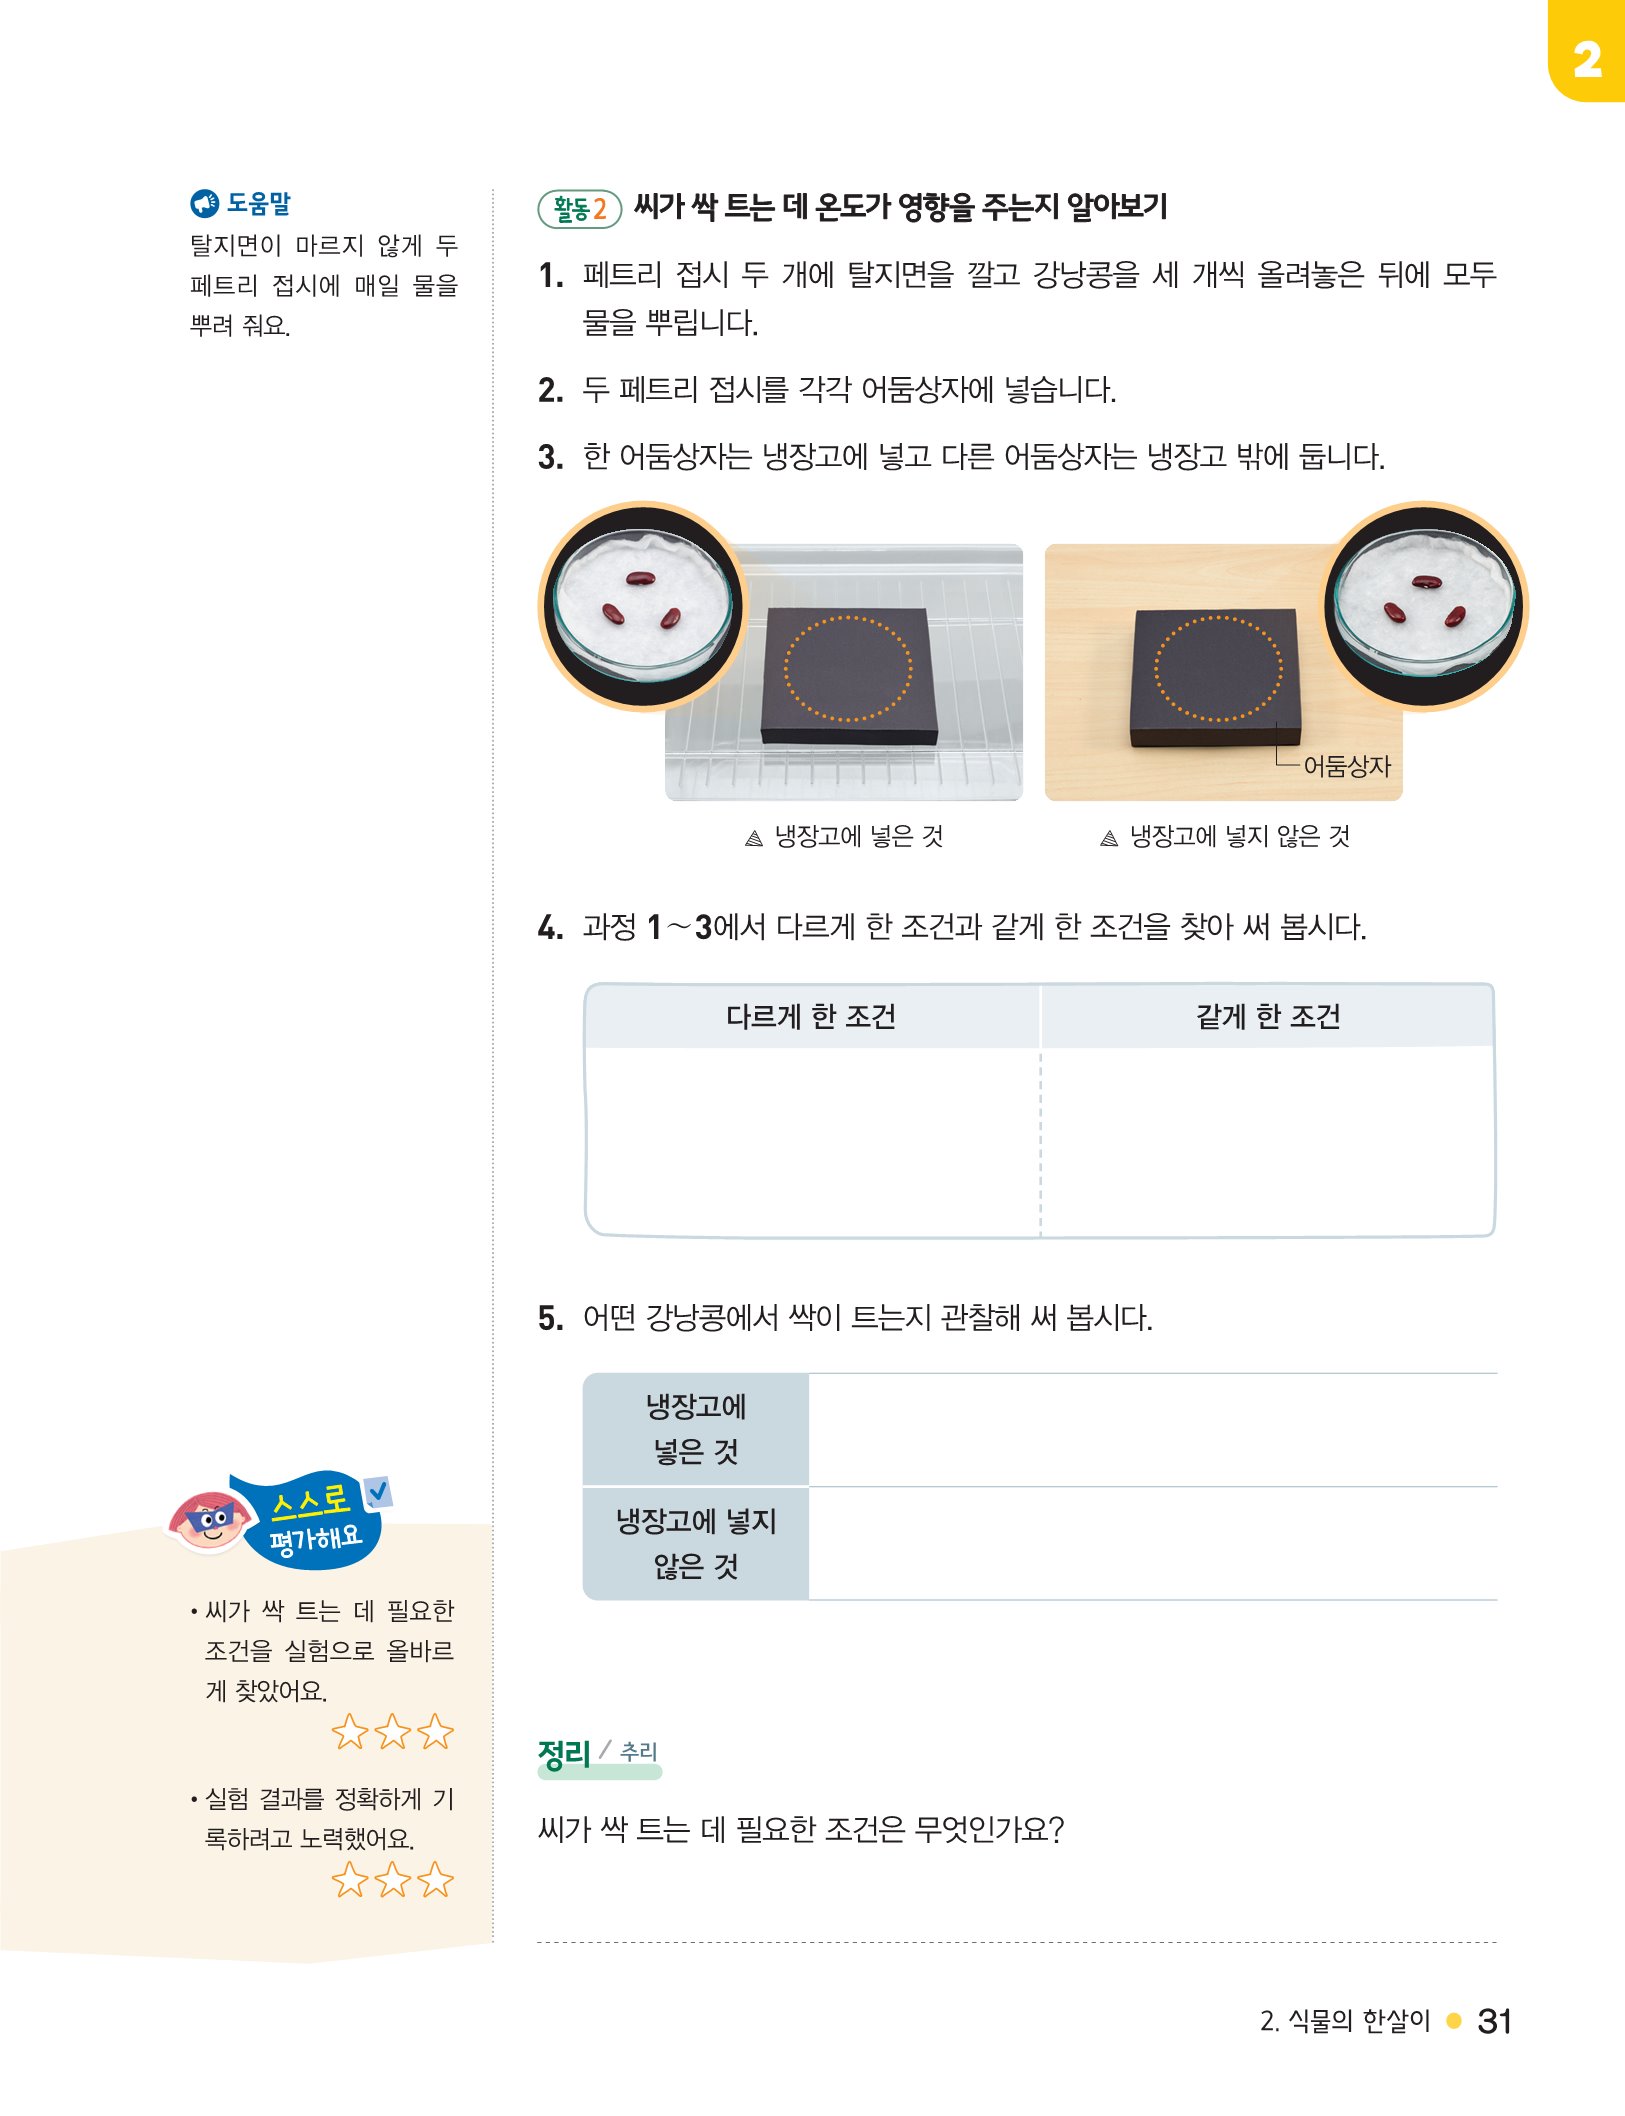 2
도움말
탈지면이 마르지 않게 두
페트리 접시에 매일 물을
뿌려 줘요.
활동2 씨가 싹 트는 데 온도가 영향을 주는지 알아보기
1. 페트리 접시 두 개에 탈지면을 깔고 강낭콩을 세 개씩 올려놓은 뒤에 모두
물을 뿌립니다.
2. 두 페트리 접시를 각각 어둠상자에 넣습니다.
3. 한 어둠상자는 냉장고에 넣고 다른 어둠상자는 냉장고 밖에 둡니다.
어둠상자
냉장고에 넣은 것
냉장고에 넣지 않은 것
4. 과정 1~3에서 다르게 한 조건과 같게 한 조건을 찾아 써 봅시다.
다르게 한 조건
같게 한 조건
5. 어떤 강낭콩에서 싹이 트는지 관찰해 써 봅시다.
냉장고에
넣은 것
냉장고에 넣지
않은 것
스스로
평가해요
• 씨가 싹 트는 데 필요한
조건을 실험으로 올바르
게 찾았어요.
• 실험 결과를 정확하게 기
록하려고 노력했어요.
정리 / 추리
씨가 싹 트는 데 필요한 조건은 무엇인가요?
2. 식물의 한살이 ● 31